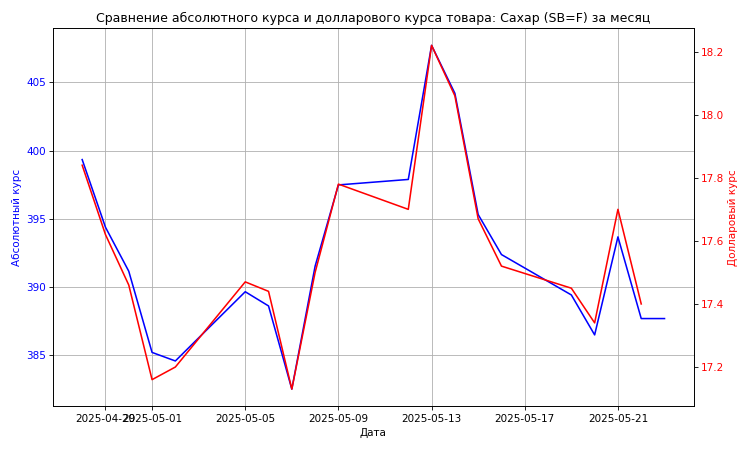 Сравнение абсолютного курса и долларового курса товара: Сахар (SB=F) за месяц
Абсолютный курс
405
400
395
390
385
18.2
18.0
17.8
17.6
17.4
17.2
Долларовый курс
2025-04-29 2025-05-01 2025-05-05 2025-05-09 2025-05-13 2025-05-17 2025-05-21
Дата